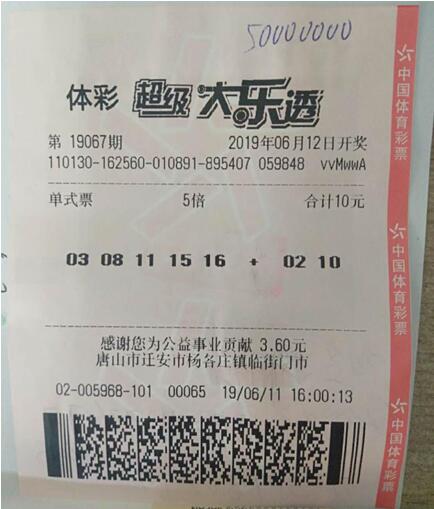 50000000
体彩 超级大乐透
第 19067期 2019年06月12日开奖
110130-162560-010891-895407 059848 vvMwwA
单式票 5倍 合计10元
03 08 11 15 16 + 02 10
感谢您为公益事业贡献 3.60元
唐山市迁安市杨各庄镇临街门市
02-005968-101 00065 19/06/11 16:00:13
中国体育彩票
中国体育彩票
中国体育彩票